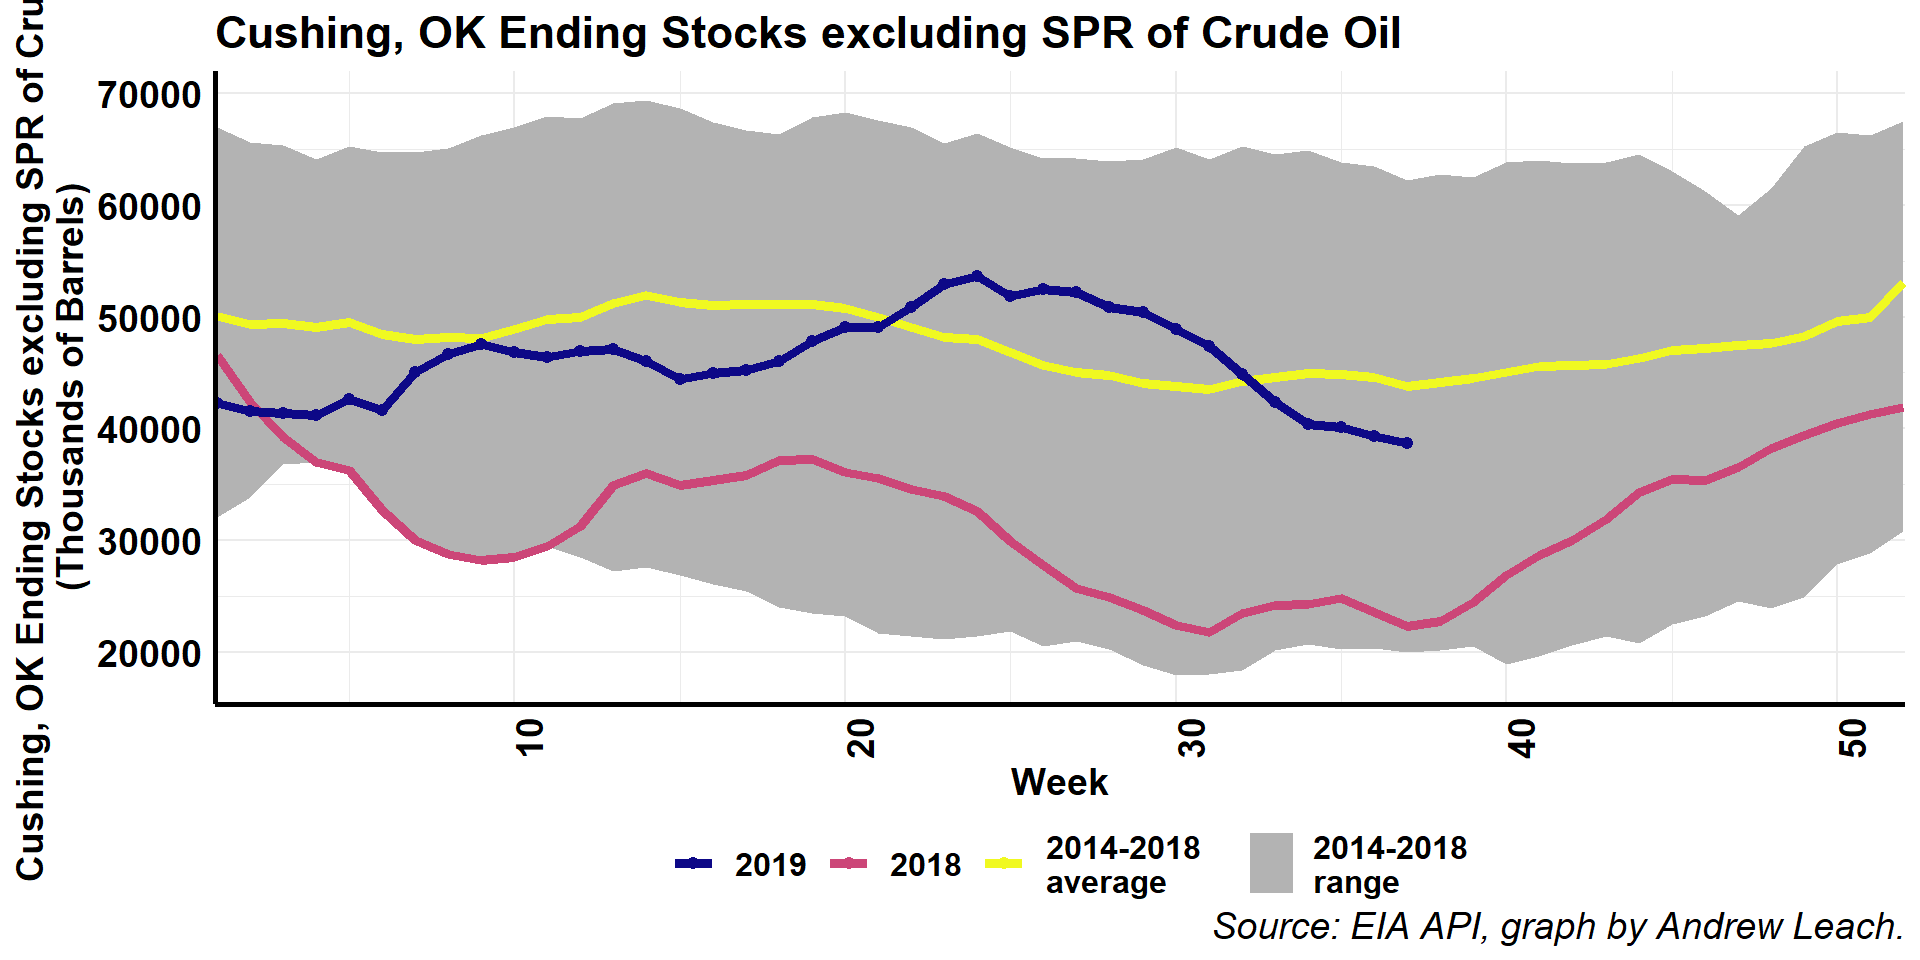 Cushing, OK Ending Stocks excluding SPR of Crude Oil
Cushing, OK Ending Stocks excluding SPR of
(Thousands of Barrels)
70000
60000
50000
40000
30000
20000
10
20
30
40
50
Week
2019
2018
2014-2018
average
2014-2018
range
Source: EIA API, graph by Andrew Leach.